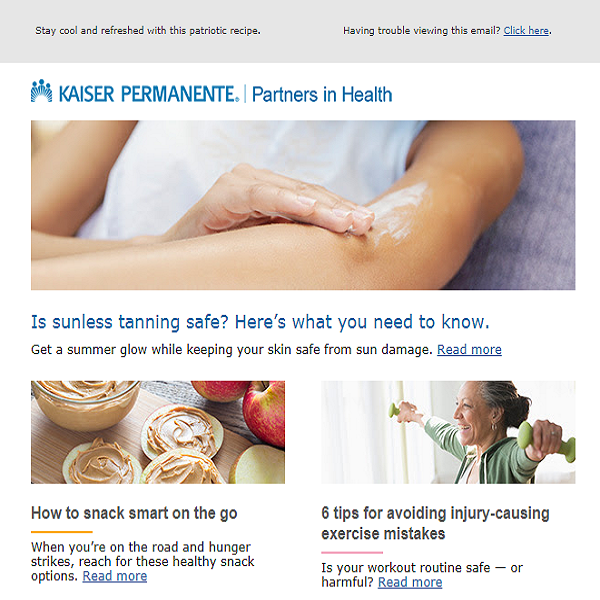 Stay cool and refreshed with this patriotic recipe.
Having trouble viewing this email? Click here.
KAISER PERMANENTE® | Partners in Health
Is sunless tanning safe? Here’s what you need to know.
Get a summer glow while keeping your skin safe from sun damage. Read more
How to snack smart on the go
When you’re on the road and hunger
strikes, reach for these healthy snack
options. Read more
6 tips for avoiding injury-causing
exercise mistakes
Is your workout routine safe — or
harmful? Read more